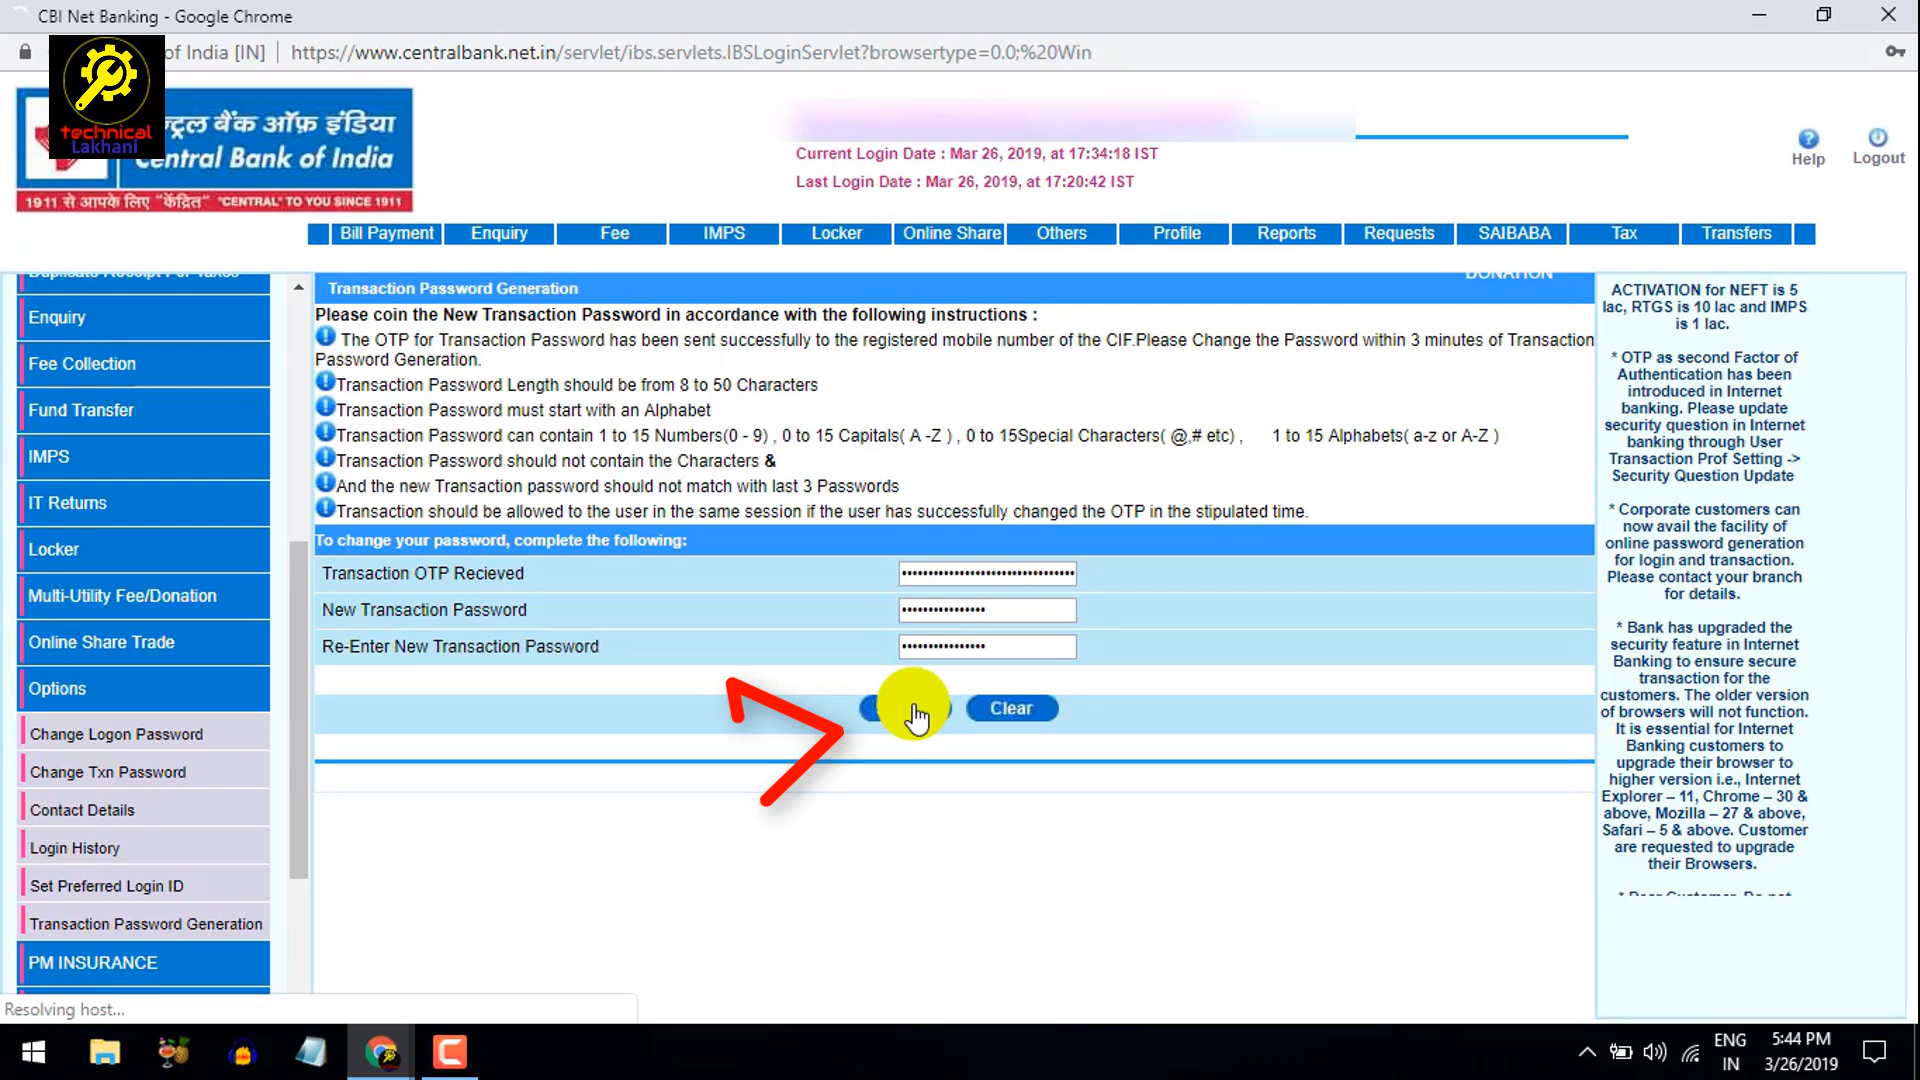 CBI Net Banking - Google Chrome
of India [IN] | https://www.centralbank.net.in/servlet/ibs.servlets.IBSLoginServlet?browsertype=0.0;%20Win
technical
Lakhani
बैंक ऑफ़ इंडिया
Central Bank of India
1911 से आपके लिए "केंद्रित" "CENTRAL" TO YOU SINCE 1911
Current Login Date : Mar 26, 2019, at 17:34:18 IST
Last Login Date : Mar 26, 2019, at 17:20:42 IST
Help
Logout
Bill Payment Enquiry Fee IMPS Locker Online Share Others Profile Reports Requests SAIBABA Tax Transfers
DONATION
Duplicate Receipt For Taxes
Enquiry
Fee Collection
Fund Transfer
IMPS
IT Returns
Locker
Multi-Utility Fee/Donation
Online Share Trade
Options
Change Logon Password
Change Txn Password
Contact Details
Login History
Set Preferred Login ID
Transaction Password Generation
PM INSURANCE
Transaction Password Generation
Please coin the New Transaction Password in accordance with the following instructions :
The OTP for Transaction Password has been sent successfully to the registered mobile number of the CIF.Please Change the Password within 3 minutes of Transaction
Password Generation.
Transaction Password Length should be from 8 to 50 Characters
Transaction Password must start with an Alphabet
Transaction Password can contain 1 to 15 Numbers(0 - 9) , 0 to 15 Capitals( A -Z ) , 0 to 15Special Characters( @,# etc) , 1 to 15 Alphabets( a-z or A-Z )
Transaction Password should not contain the Characters &
And the new Transaction password should not match with last 3 Passwords
Transaction should be allowed to the user in the same session if the user has successfully changed the OTP in the stipulated time.
To change your password, complete the following:
Transaction OTP Recieved
New Transaction Password
Re-Enter New Transaction Password
Clear
ACTIVATION for NEFT is 5
lac, RTGS is 10 lac and IMPS
is 1 lac.
* OTP as second Factor of
Authentication has been
introduced in Internet
banking. Please update
security question in Internet
banking through User
Transaction Prof Setting ->
Security Question Update
* Corporate customers can
now avail the facility of
online password generation
for login and transaction.
Please contact your branch
for details.
* Bank has upgraded the
security feature in Internet
Banking to ensure secure
transaction for the
customers. The older version
of browsers will not function.
It is essential for Internet
Banking customers to
upgrade their browser to
higher version i.e., Internet
Explorer – 11, Chrome – 30 &
above, Mozilla – 27 & above,
Safari – 5 & above. Customer
are requested to upgrade
their Browsers.
* Dear Customer, Do not
Resolving host...
ENG
IN
5:44 PM
3/26/2019